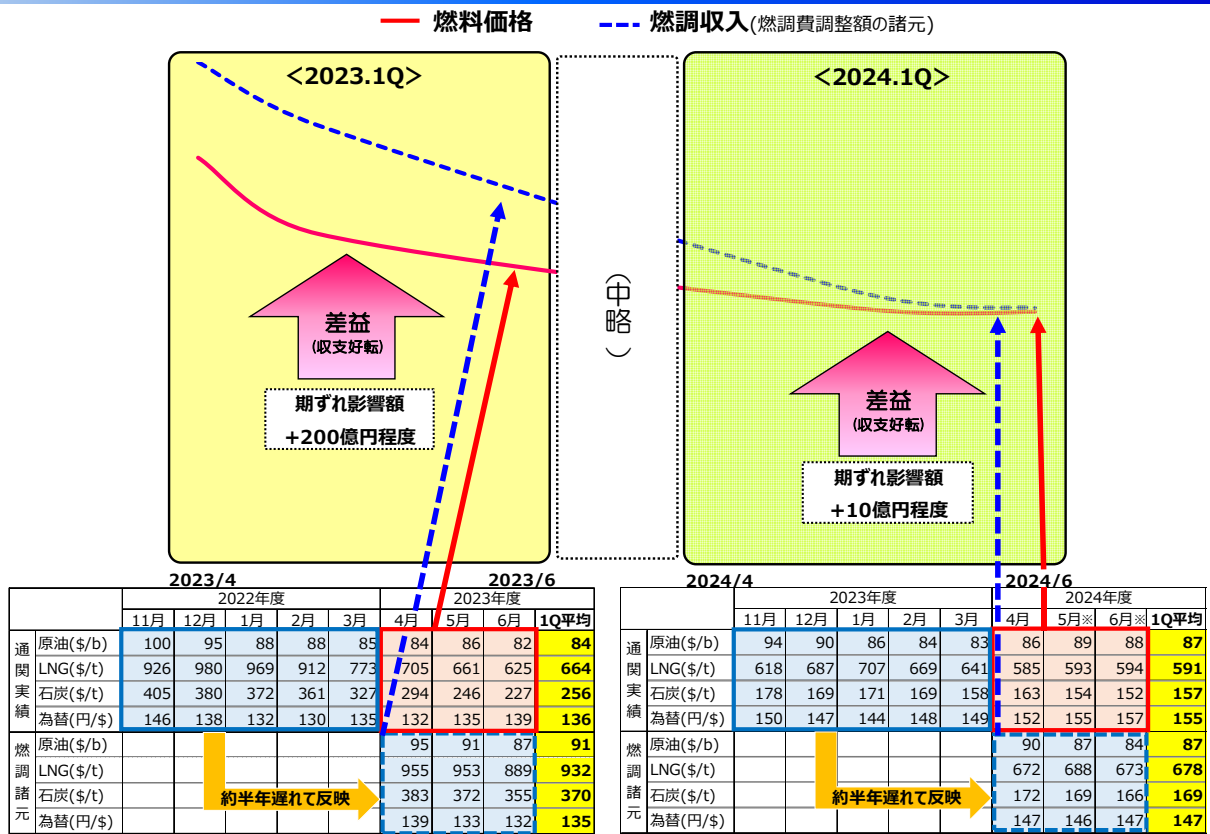 燃料価格 燃調収入(燃調費調整額の諸元)
<2023.1Q>
<2024.1Q>
(中略)
差益
(収支好転)
期ずれ影響額
+200億円程度
差益
(収支好転)
期ずれ影響額
+10億円程度
2023/4 2023/6
2022年度 2023年度
11月 12月 1月 2月 3月 4月 5月 6月 1Q平均
通関実績
原油($/b) 100 95 88 88 85 84 86 82 84
LNG($/t) 926 980 969 912 773 705 661 625 664
石炭($/t) 405 380 372 361 327 294 246 227 256
為替(円/$) 146 138 132 130 135 132 135 139 136
燃調諸元
原油($/b) 95 91 87 91
LNG($/t) 955 953 889 932
石炭($/t) 383 372 355 370
為替(円/$) 139 133 132 135
約半年遅れて反映
2024/4 2024/6
2023年度 2024年度
11月 12月 1月 2月 3月 4月 5月※ 6月※ 1Q平均
通関実績
原油($/b) 94 90 86 84 83 86 89 88 87
LNG($/t) 618 687 707 669 641 585 593 594 591
石炭($/t) 178 169 171 169 158 163 154 152 157
為替(円/$) 150 147 144 148 149 152 155 157 155
燃調諸元
原油($/b) 90 87 84 87
LNG($/t) 672 688 673 678
石炭($/t) 172 169 166 169
為替(円/$) 147 146 147 147
約半年遅れて反映